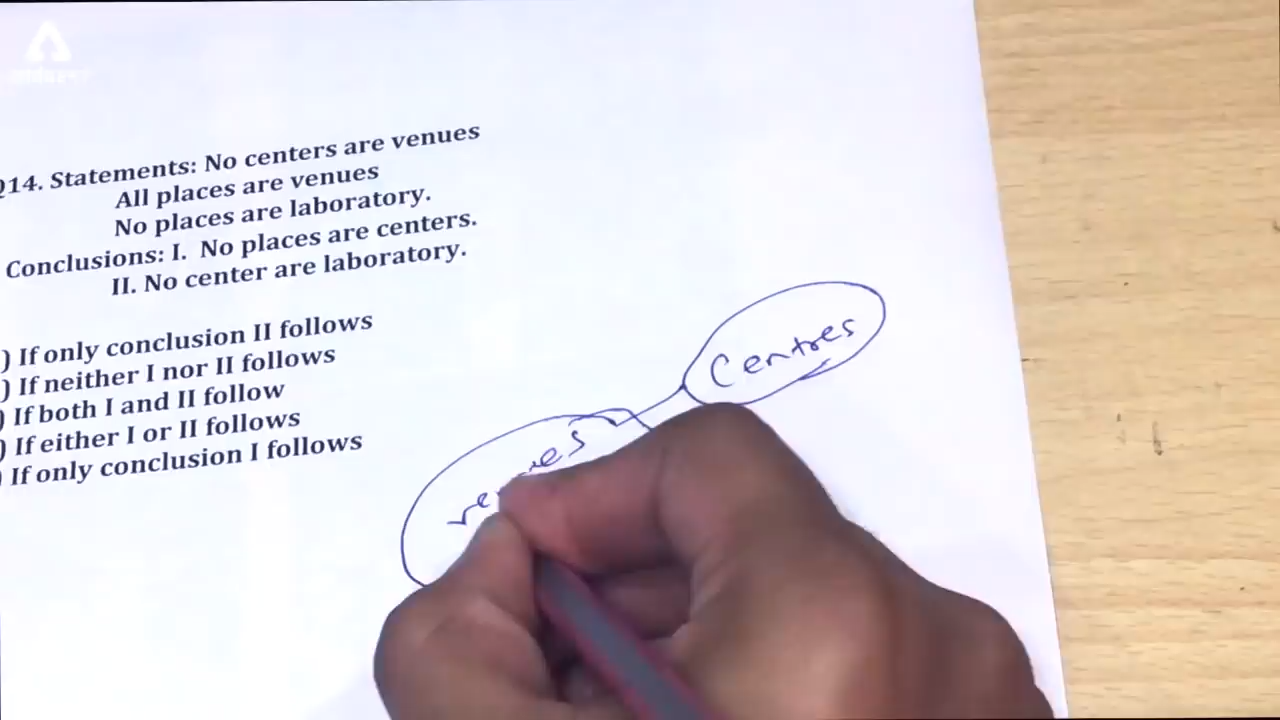 Q14. Statements: No centers are venues
All places are venues
No places are laboratory.
Conclusions: I. No places are centers.
II. No center are laboratory.
) If only conclusion II follows
) If neither I nor II follows
) If both I and II follow
) If either I or II follows
) If only conclusion I follows
Centres